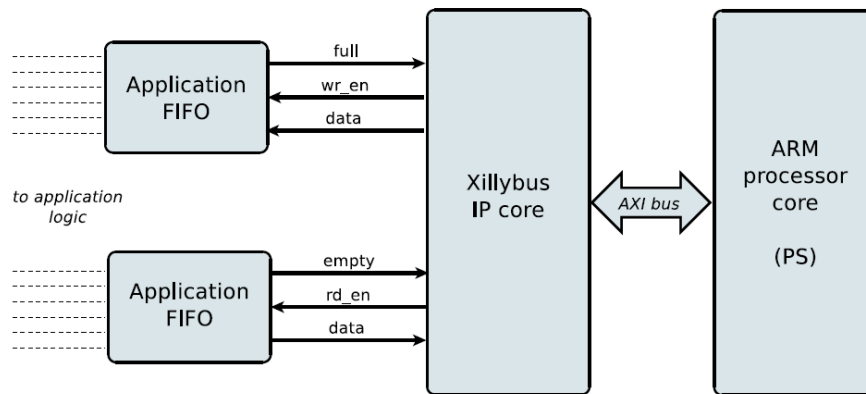 Application
FIFO
full
wr_en
data
to application
logic
Application
FIFO
empty
rd_en
data
Xillybus
IP core
AXI bus
ARM
processor
core
(PS)